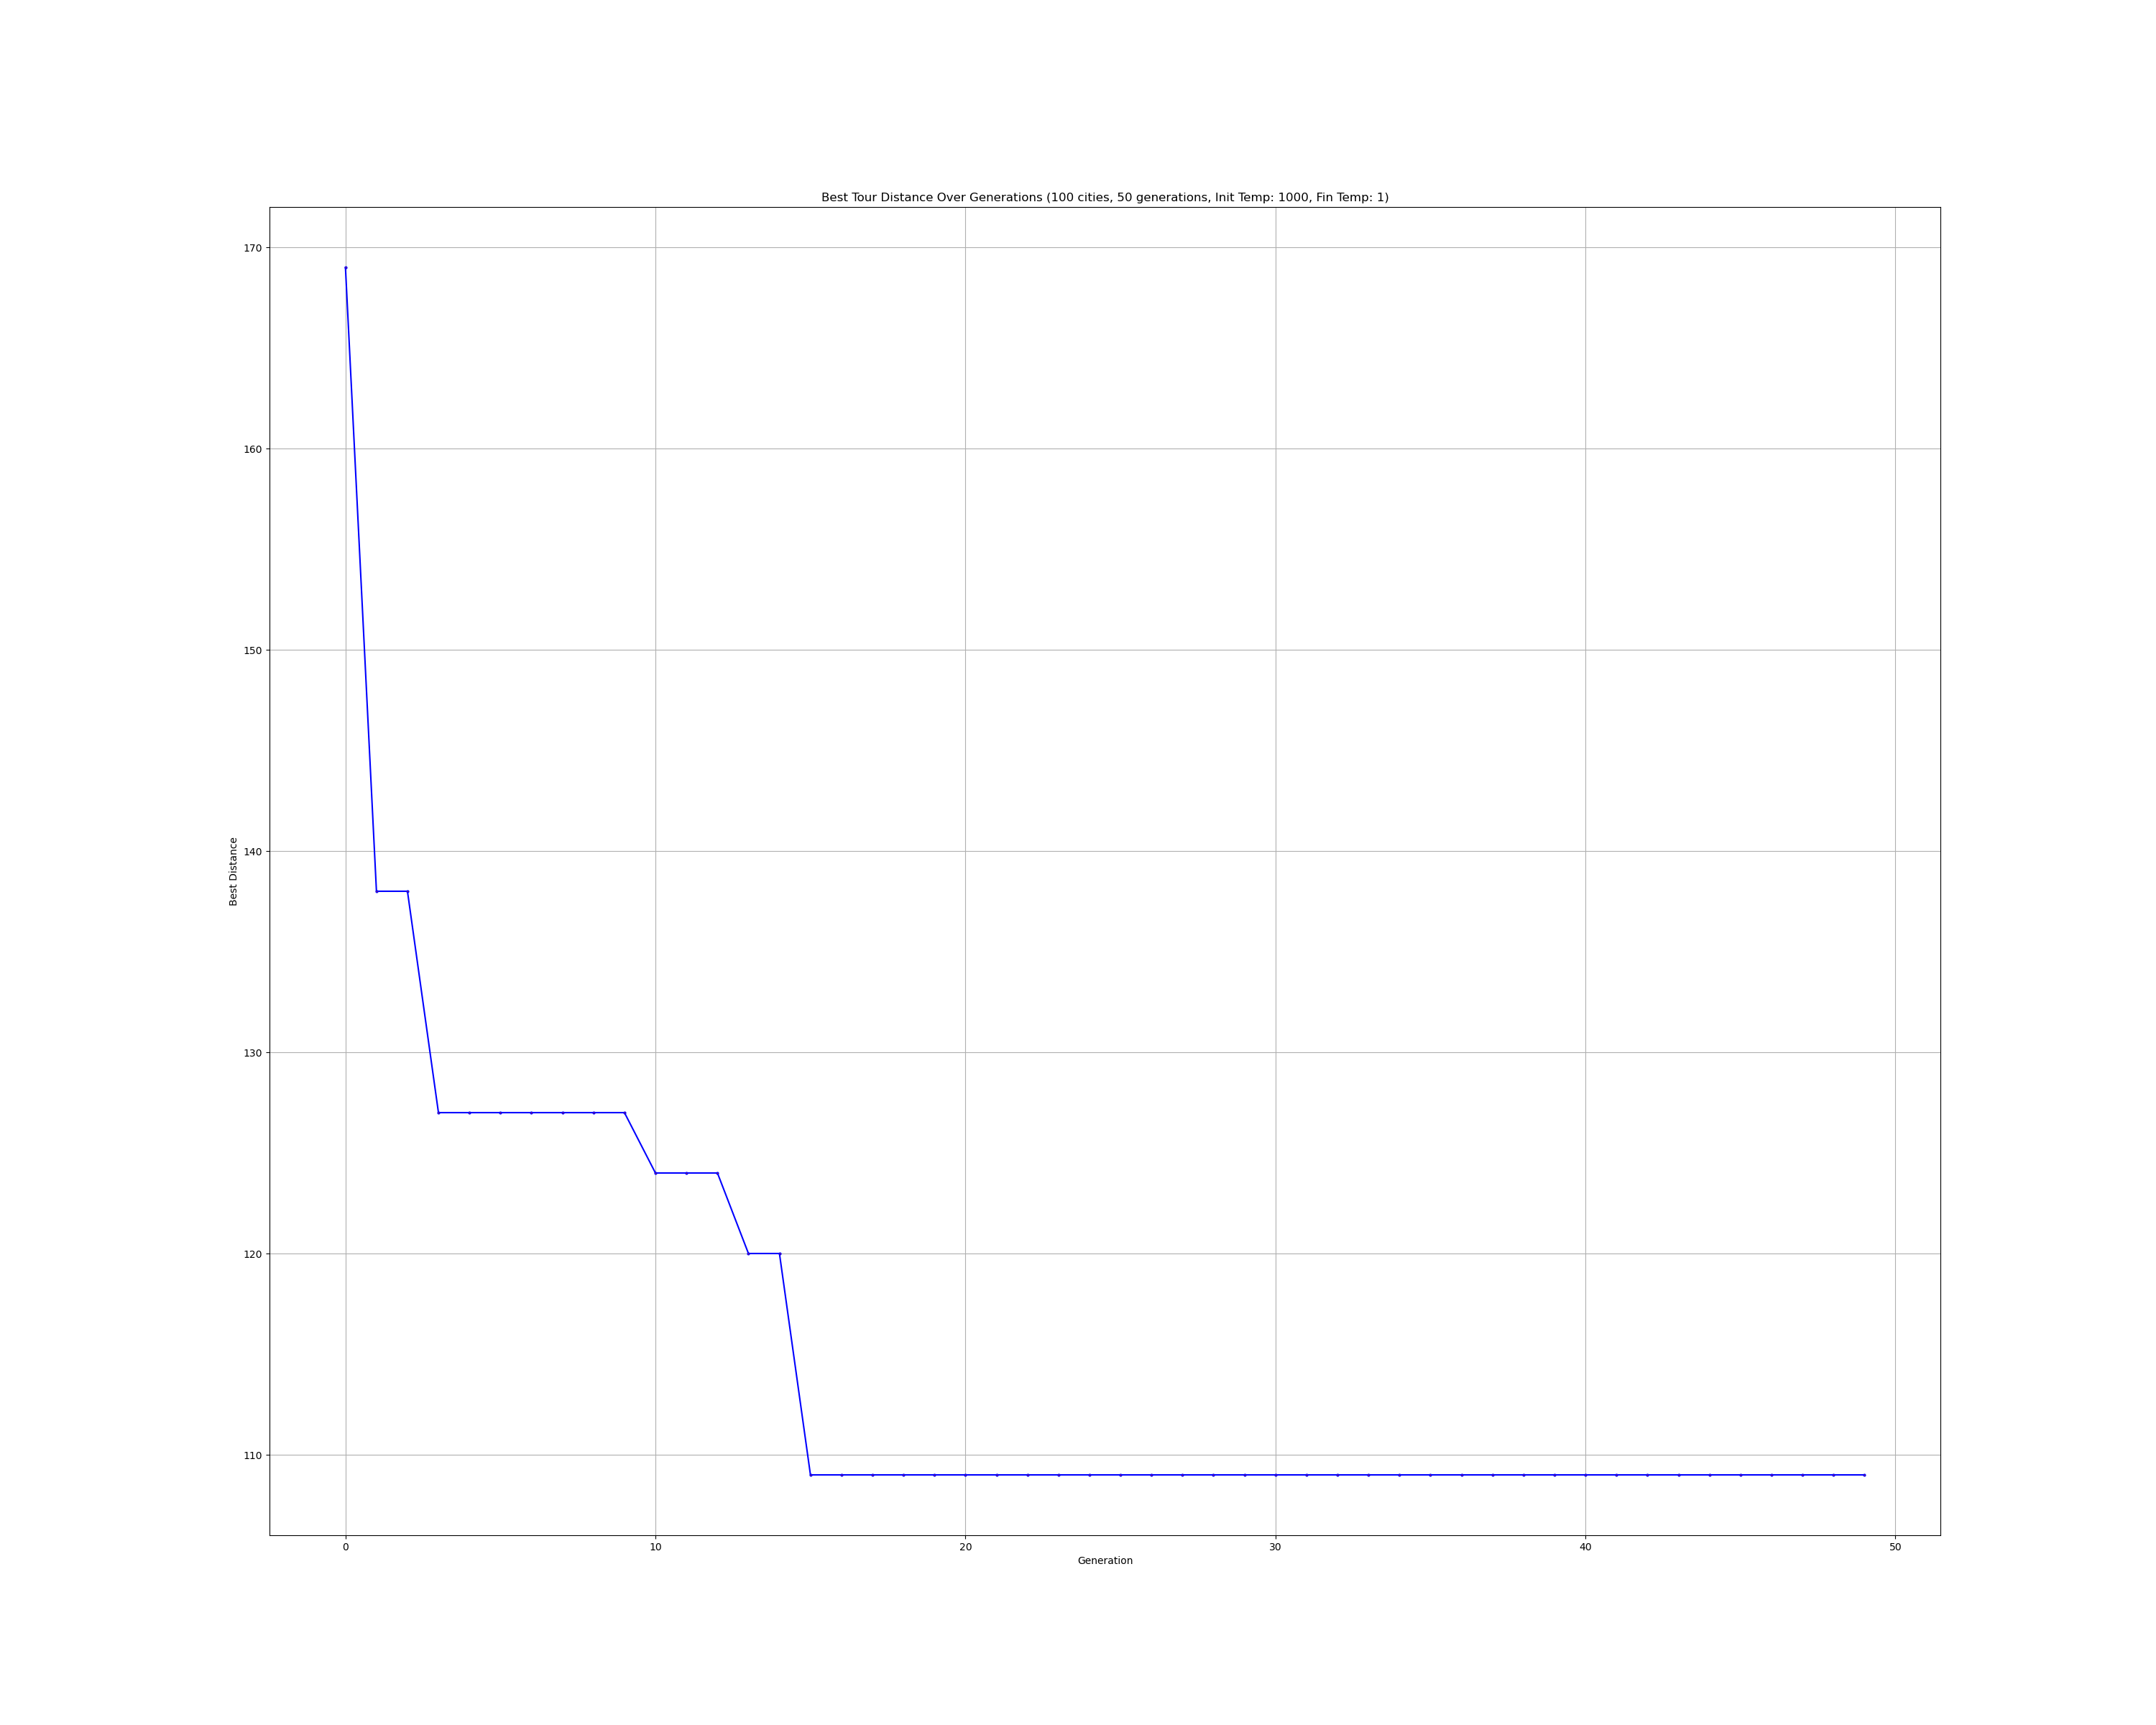 Best Tour Distance Over Generations (100 cities, 50 generations, Init Temp: 1000, Fin Temp: 1)
170
160
150
140
130
120
110
Best Distance
0 10 20 30 40 50
Generation